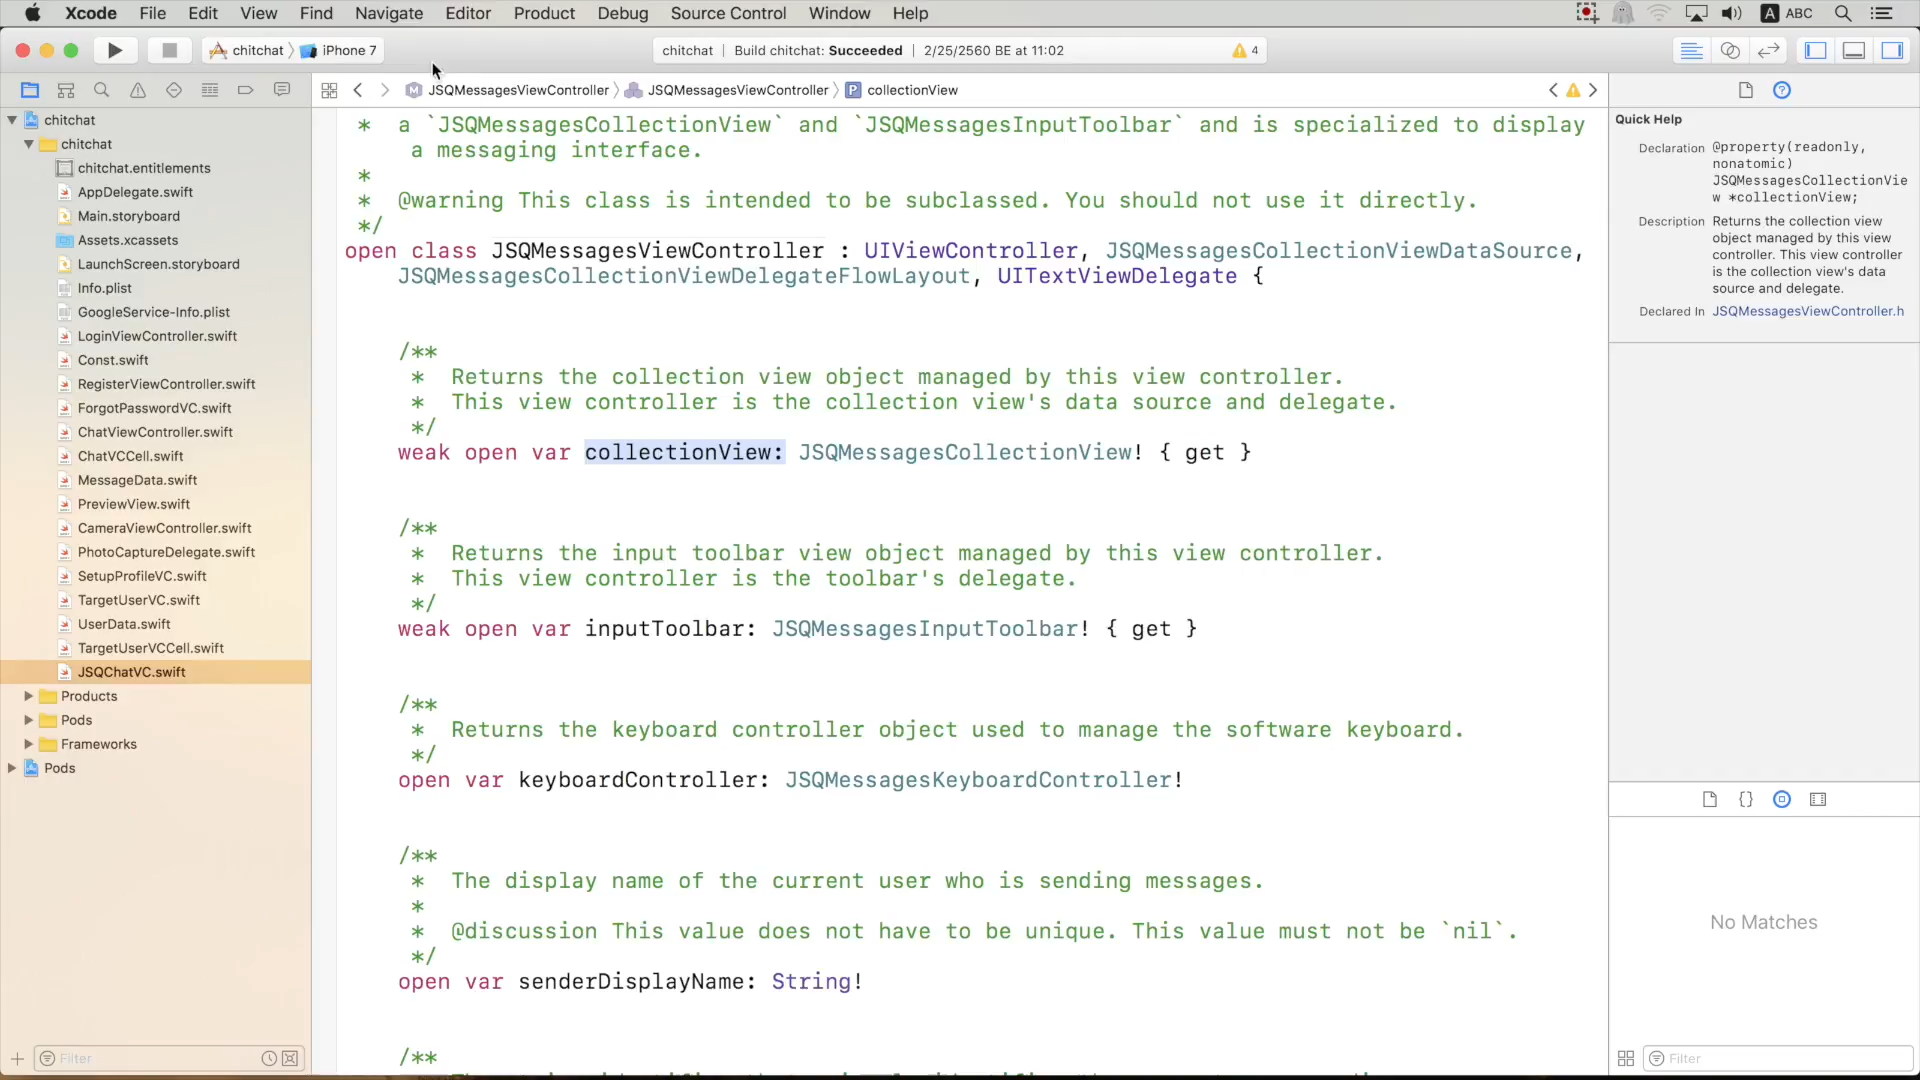 Xcode File Edit View Find Navigate Editor Product Debug Source Control Window Help
A ABC
chitchat iPhone 7
chitchat | Build chitchat: Succeeded | 2/25/2560 BE at 11:02
4
JSQMessagesViewController JSQMessagesViewController P collectionView
chitchat
chitchat
chitchat.entitlements
AppDelegate.swift
Main.storyboard
Assets.xcassets
LaunchScreen.storyboard
Info.plist
GoogleService-Info.plist
LoginViewController.swift
Const.swift
RegisterViewController.swift
ForgotPasswordVC.swift
ChatViewController.swift
ChatVCCell.swift
MessageData.swift
PreviewView.swift
CameraViewController.swift
PhotoCaptureDelegate.swift
SetupProfileVC.swift
TargetUserVC.swift
UserData.swift
TargetUserVCCell.swift
JSQChatVC.swift
Products
Pods
Frameworks
Pods
Filter
* a `JSQMessagesCollectionView` and `JSQMessagesInputToolbar` and is specialized to display
a messaging interface.
*
* @warning This class is intended to be subclassed. You should not use it directly.
*/
open class JSQMessagesViewController : UIViewController, JSQMessagesCollectionViewDataSource,
JSQMessagesCollectionViewDelegateFlowLayout, UITextViewDelegate {
/**
* Returns the collection view object managed by this view controller.
* This view controller is the collection view's data source and delegate.
*/
weak open var collectionView: JSQMessagesCollectionView! { get }
/**
* Returns the input toolbar view object managed by this view controller.
* This view controller is the toolbar's delegate.
*/
weak open var inputToolbar: JSQMessagesInputToolbar! { get }
/**
* Returns the keyboard controller object used to manage the software keyboard.
*/
open var keyboardController: JSQMessagesKeyboardController!
/**
* The display name of the current user who is sending messages.
*
* @discussion This value does not have to be unique. This value must not be `nil`.
*/
open var senderDisplayName: String!
/**
Quick Help
Declaration @property(readonly,
nonatomic)
JSQMessagesCollectionVie
w *collectionView;
Description Returns the collection view
object managed by this view
controller. This view controller
is the collection view's data
source and delegate.
Declared In JSQMessagesViewController.h
No Matches
Filter